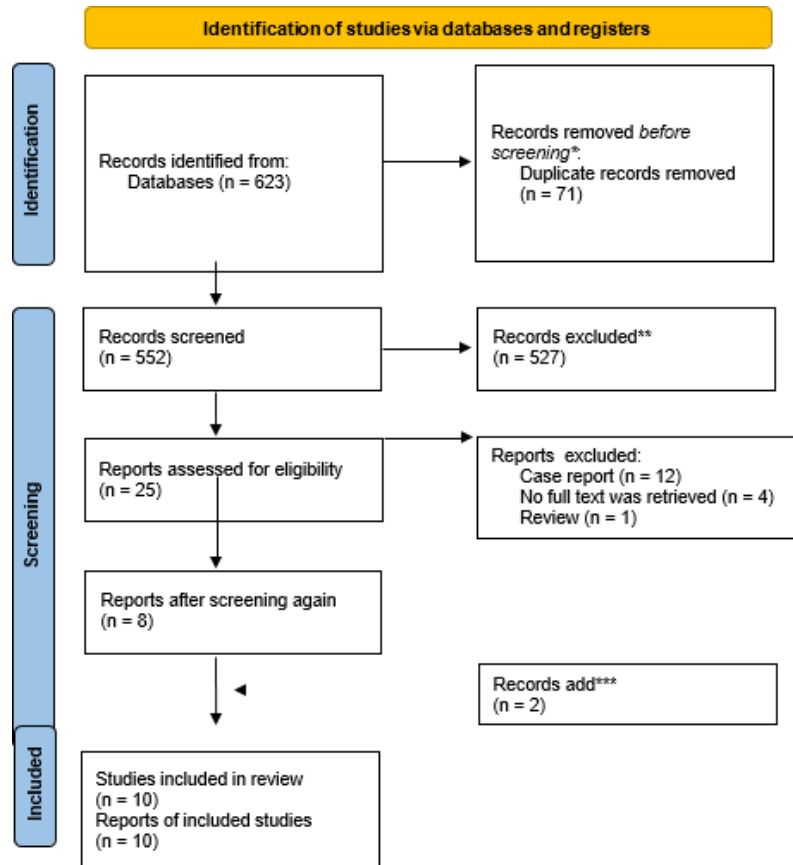 Identification of studies via databases and registers
Identification
Records identified from:
Databases (n = 623)
Records removed before
screening*:
Duplicate records removed
(n = 71)
Screening
Records screened
(n = 552)
Records excluded**
(n = 527)
Reports assessed for eligibility
(n = 25)
Reports excluded:
Case report (n = 12)
No full text was retrieved (n = 4)
Review (n = 1)
Reports after screening again
(n = 8)
Records add***
(n = 2)
Included
Studies included in review
(n = 10)
Reports of included studies
(n = 10)